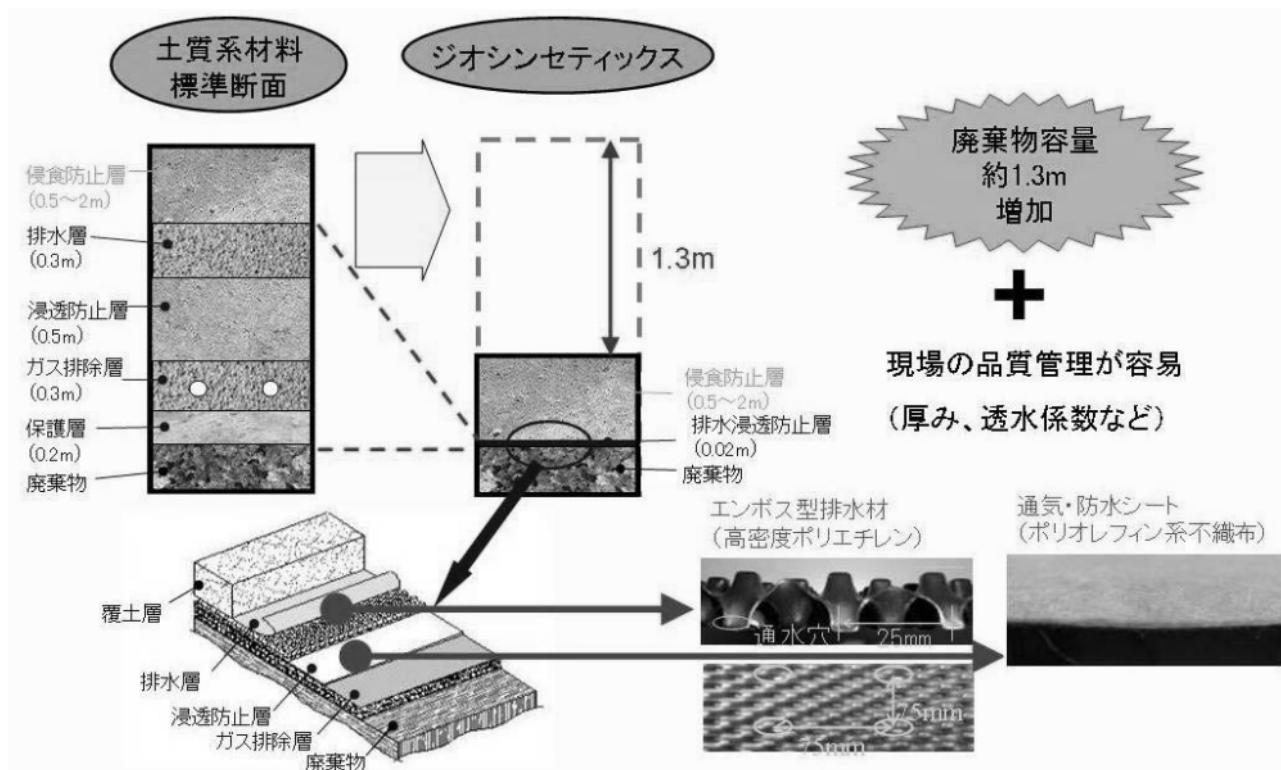 土質系材料
標準断面
ジオシンセティックス
侵食防止層
(0.5～2m)
排水層
(0.3m)
浸透防止層
(0.5m)
ガス排除層
(0.3m)
保護層
(0.2m)
廃棄物
1.3m
侵食防止層
(0.5～2m)
排水浸透防止層
(0.02m)
廃棄物
廃棄物容量
約1.3m
増加
+
現場の品質管理が容易
(厚み、透水係数など)
覆土層
排水層
浸透防止層
ガス排除層
廃棄物
エンボス型排水材
(高密度ポリエチレン)
通水穴
25mm
75mm
75mm
通気・防水シート
(ポリオレフィン系不織布)